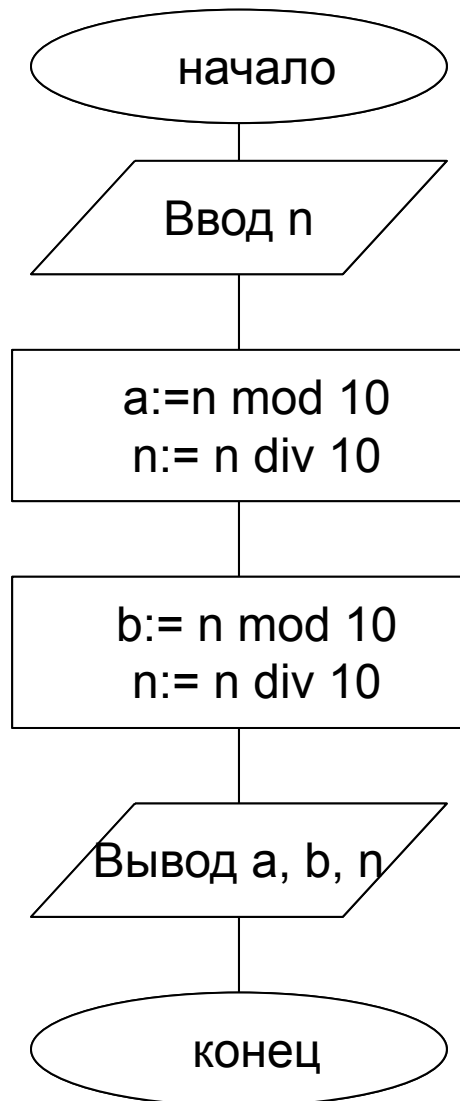 начало
Ввод n
a:=n mod 10
n:= n div 10
b:= n mod 10
n:= n div 10
Вывод a, b, n
конец